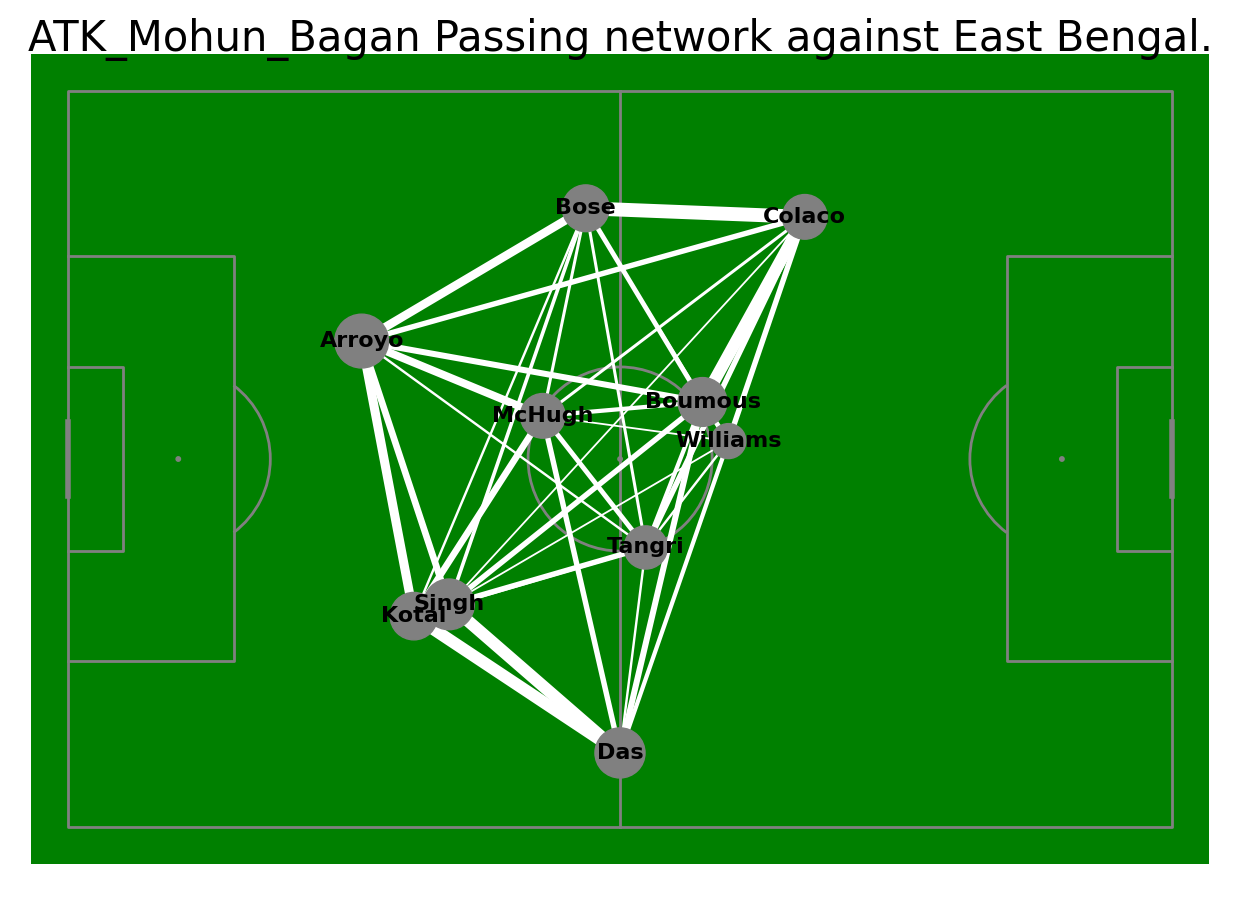 ATK_Mohun_Bagan Passing network against East Bengal.
Bose
Colaco
Arroyo
Boumous
McHugh
Williams
Tangri
Singh
Kotal
Das